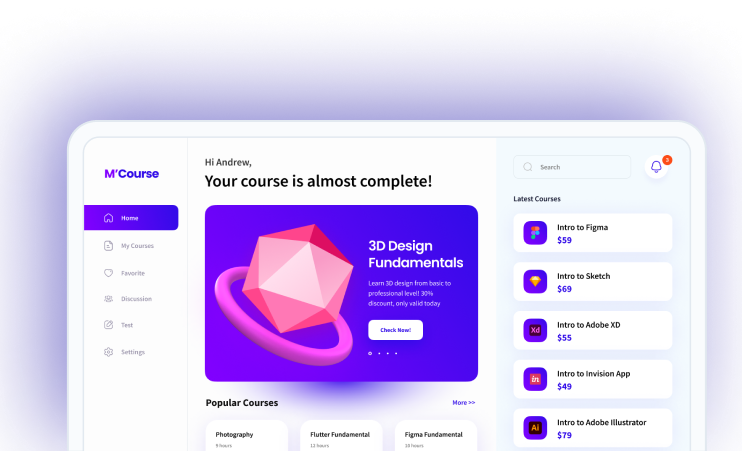 M'Course
Home
My Courses
Favorite
Discussion
Test
Settings
Hi Andrew,
Your course is almost complete!
3D Design
Fundamentals
Learn 3D design from basic to
professional level! 30%
discount, only valid today
Check Now!
Popular Courses
More >>
Photography
9 hours
Flutter Fundamental
12 hours
Figma Fundamental
16 hours
Search
3
Latest Courses
Intro to Figma
$59
Intro to Sketch
$69
Xd
Intro to Adobe XD
$55
in
Intro to Invision App
$49
Ai
Intro to Adobe Illustrator
$79